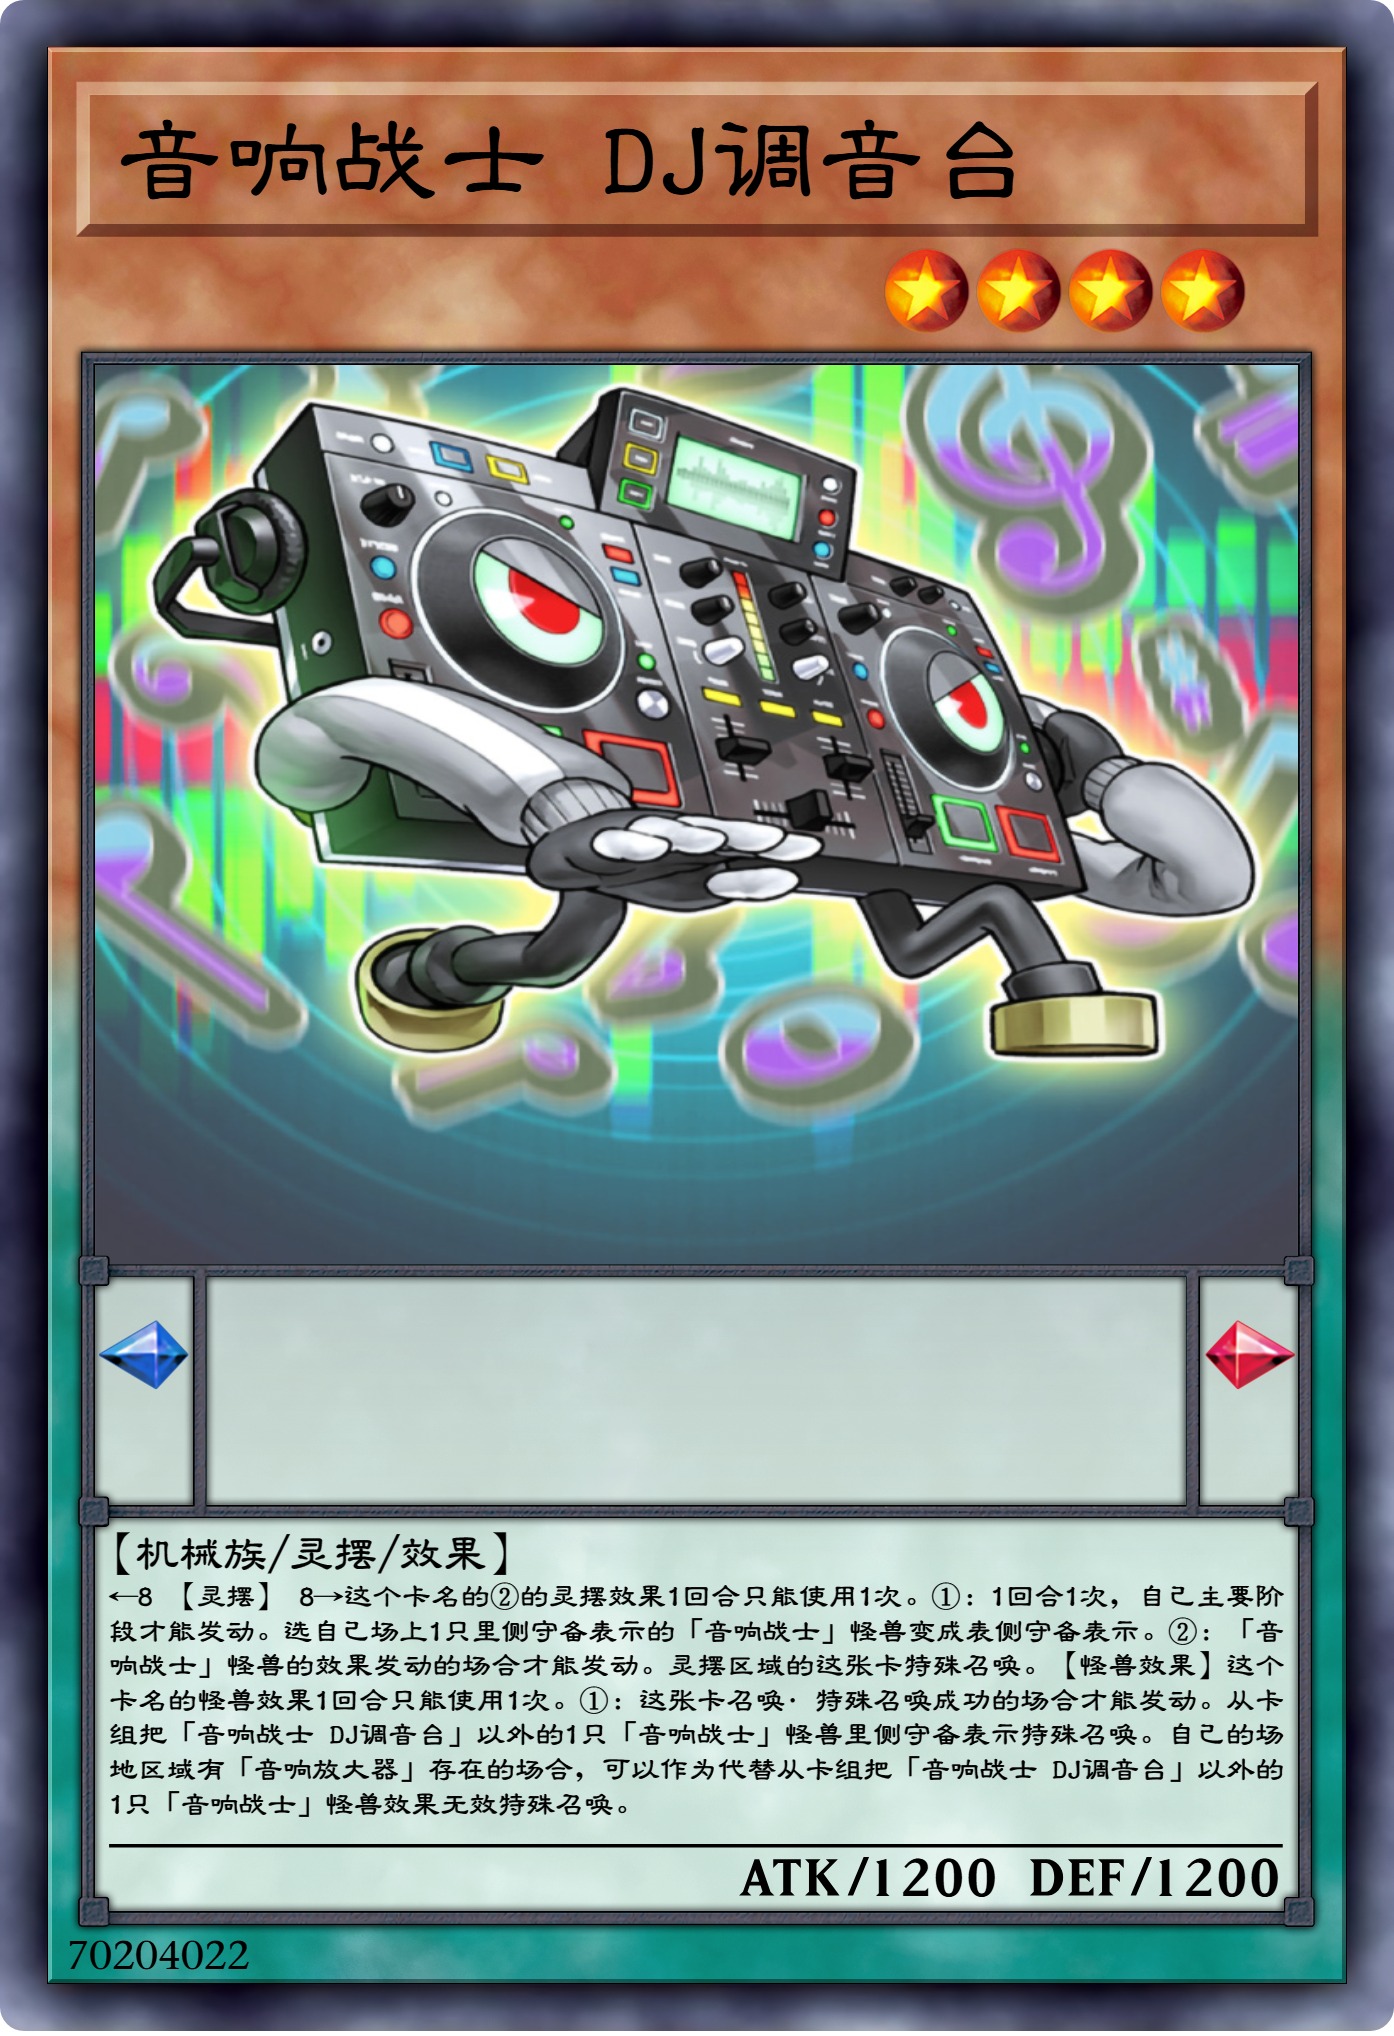 音响战士 DJ调音台
【机械族/灵摆/效果】
←8 【灵摆】 8→这个卡名的②的灵摆效果1回合只能使用1次。①：1回合1次，自己主要阶
段才能发动。选自己场上1只里侧守备表示的「音响战士」怪兽变成表侧守备表示。②：「音
响战士」怪兽的效果发动的场合才能发动。灵摆区域的这张卡特殊召唤。【怪兽效果】这个
卡名的怪兽效果1回合只能使用1次。①：这张卡召唤·特殊召唤成功的场合才能发动。从卡
组把「音响战士 DJ调音台」以外的1只「音响战士」怪兽里侧守备表示特殊召唤。自己的场
地区域有「音响放大器」存在的场合，可以作为代替从卡组把「音响战士 DJ调音台」以外的
1只「音响战士」怪兽效果无效特殊召唤。
ATK/1200 DEF/1200
70204022